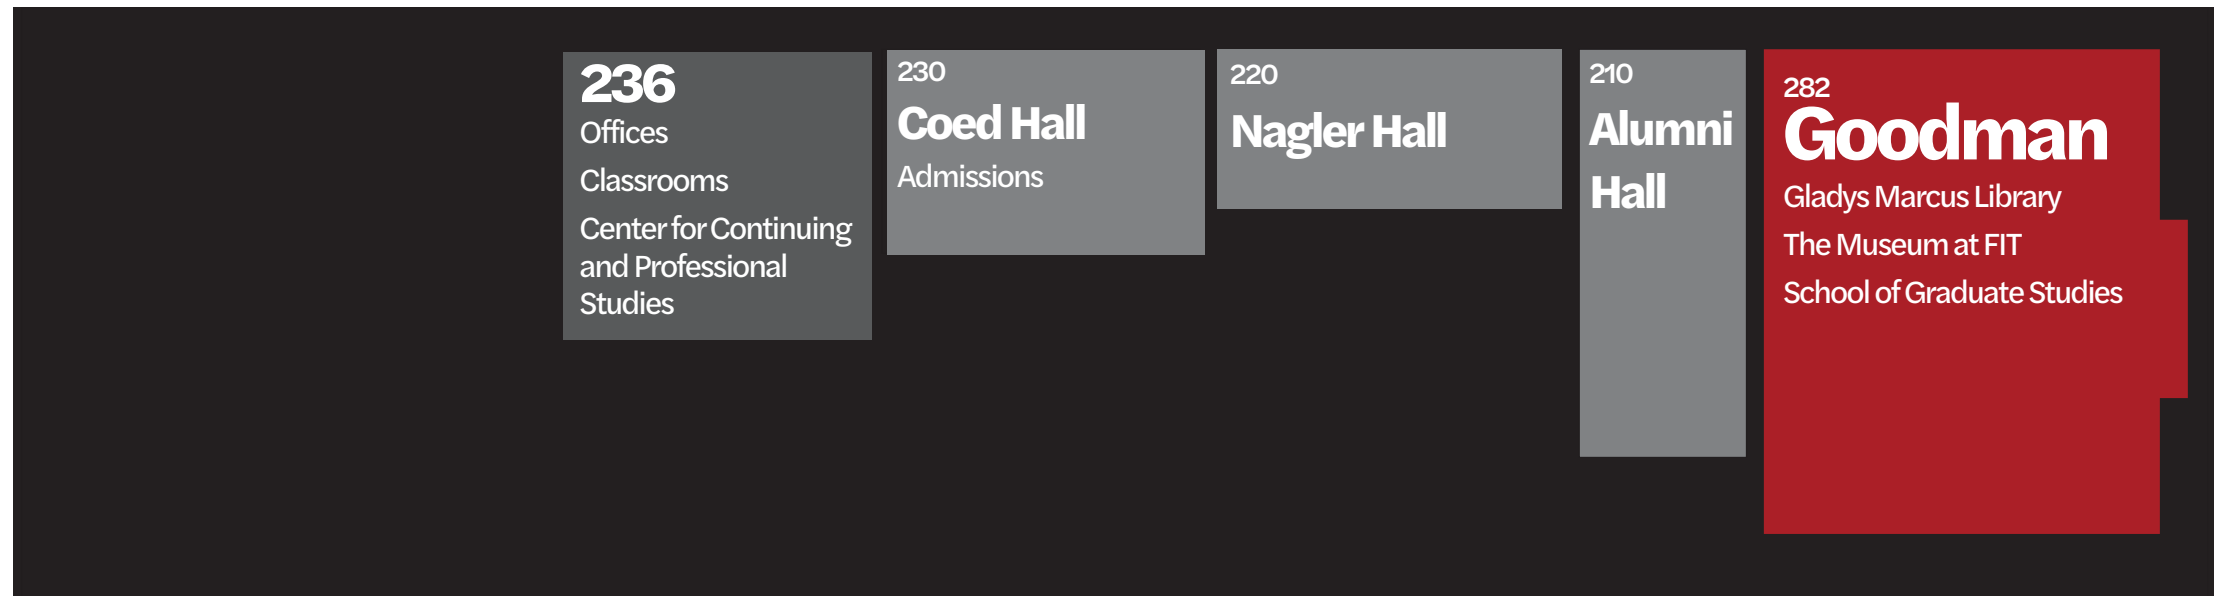 236
Offices
Classrooms
Center for Continuing
and Professional
Studies
230
Coed Hall
Admissions
220
Nagler Hall
210
Alumni
Hall
282
Goodman
Gladys Marcus Library
The Museum at FIT
School of Graduate Studies